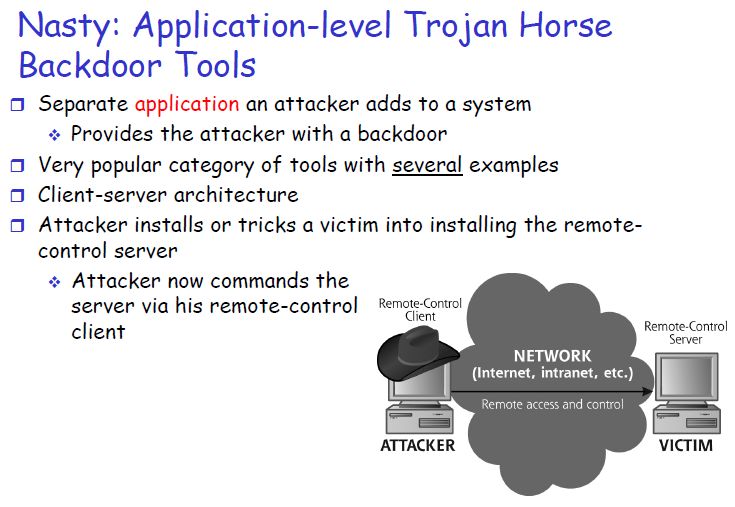 Nasty: Application-level Trojan Horse
Backdoor Tools
Separate application an attacker adds to a system
Provides the attacker with a backdoor
Very popular category of tools with several examples
Client-server architecture
Attacker installs or tricks a victim into installing the remote-
control server
Attacker now commands the
server via his remote-control
client
Remote-Control
Client
Remote-Control
Server
NETWORK
(Internet, intranet, etc.)
Remote access and control
ATTACKER
VICTIM